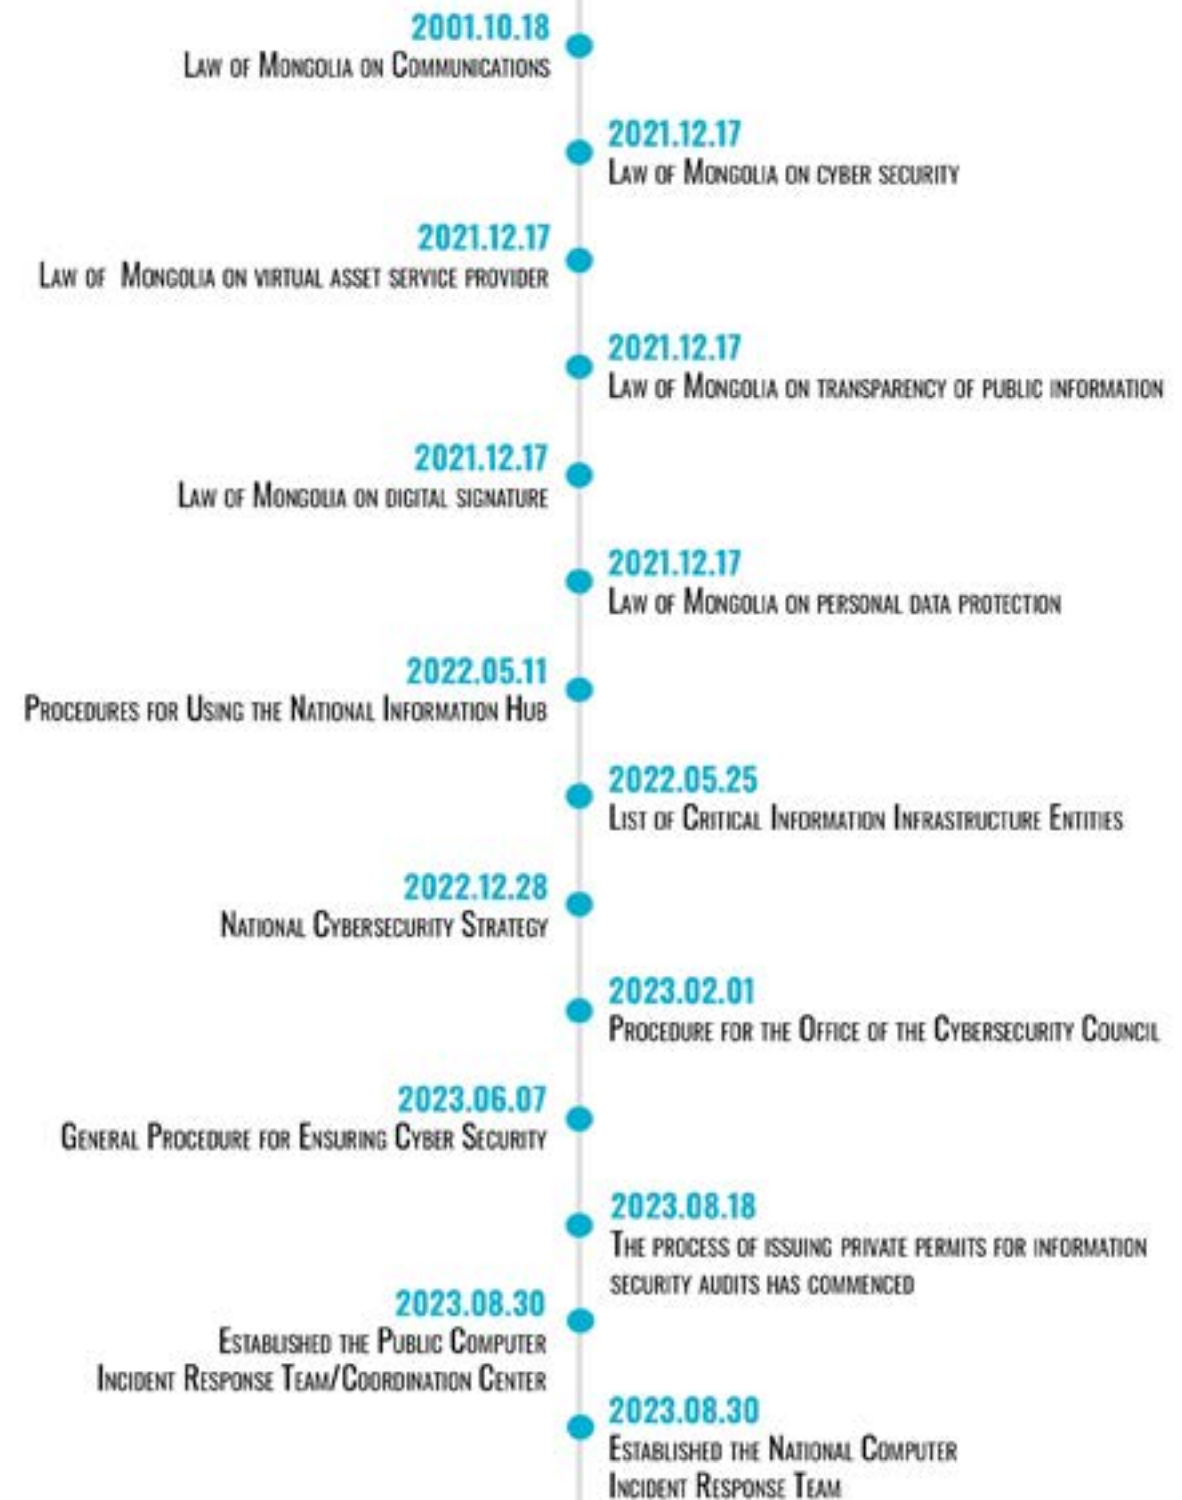 2001.10.18
Law of Mongolia on Communications
2021.12.17
Law of Mongolia on cyber security
2021.12.17
Law of Mongolia on virtual asset service provider
2021.12.17
Law of Mongolia on transparency of public information
2021.12.17
Law of Mongolia on digital signature
2021.12.17
Law of Mongolia on personal data protection
2022.05.11
Procedures for Using the National Information Hub
2022.05.25
List of Critical Information Infrastructure Entities
2022.12.28
National Cybersecurity Strategy
2023.02.01
Procedure for the Office of the Cybersecurity Council
2023.06.07
General Procedure for Ensuring Cyber Security
2023.08.18
The process of issuing private permits for information
security audits has commenced
2023.08.30
Established the Public Computer
Incident Response Team/Coordination Center
2023.08.30
Established the National Computer
Incident Response Team